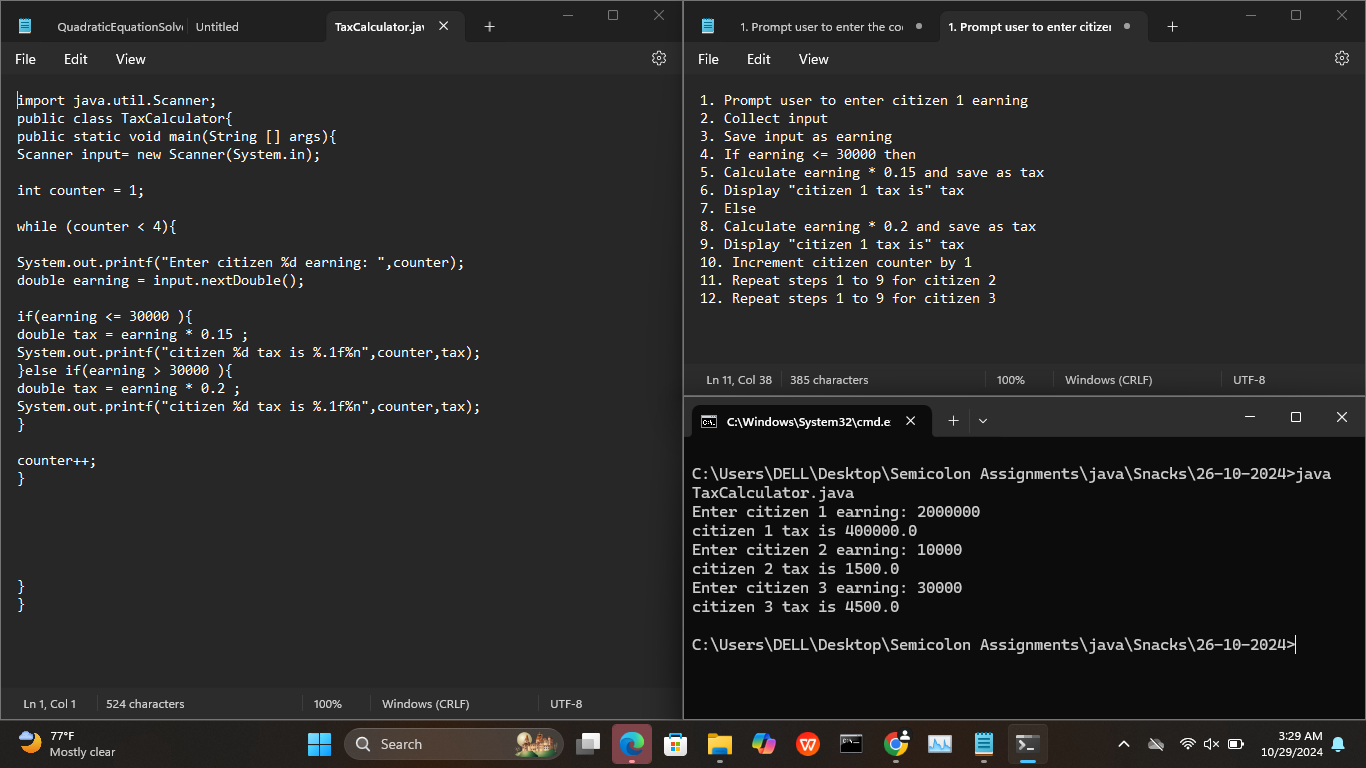 QuadraticEquationSolve
Untitled
TaxCalculator.jav
File
Edit
View
import java.util.Scanner;
public class TaxCalculator{
public static void main(String [] args){
Scanner input= new Scanner(System.in);
int counter = 1;
while (counter < 4){
System.out.printf("Enter citizen %d earning: ",counter);
double earning = input.nextDouble();
if(earning <= 30000 ){
double tax = earning * 0.15 ;
System.out.printf("citizen %d tax is %.1f%n",counter,tax);
}else if(earning > 30000 ){
double tax = earning * 0.2 ;
System.out.printf("citizen %d tax is %.1f%n",counter,tax);
}
counter++;
}
}
}
Ln 1, Col 1
524 characters
100%
Windows (CRLF)
UTF-8
1. Prompt user to enter the co
1. Prompt user to enter citizer
File
Edit
View
1. Prompt user to enter citizen 1 earning
2. Collect input
3. Save input as earning
4. If earning <= 30000 then
5. Calculate earning * 0.15 and save as tax
6. Display "citizen 1 tax is" tax
7. Else
8. Calculate earning * 0.2 and save as tax
9. Display "citizen 1 tax is" tax
10. Increment citizen counter by 1
11. Repeat steps 1 to 9 for citizen 2
12. Repeat steps 1 to 9 for citizen 3
Ln 11, Col 38
385 characters
100%
Windows (CRLF)
UTF-8
C:\Windows\System32\cmd.e
C:\Users\DELL\Desktop\Semicolon Assignments\java\Snacks\26-10-2024>java
TaxCalculator.java
Enter citizen 1 earning: 2000000
citizen 1 tax is 400000.0
Enter citizen 2 earning: 10000
citizen 2 tax is 1500.0
Enter citizen 3 earning: 30000
citizen 3 tax is 4500.0
C:\Users\DELL\Desktop\Semicolon Assignments\java\Snacks\26-10-2024>
77°F
Mostly clear
Search
3:29 AM
10/29/2024